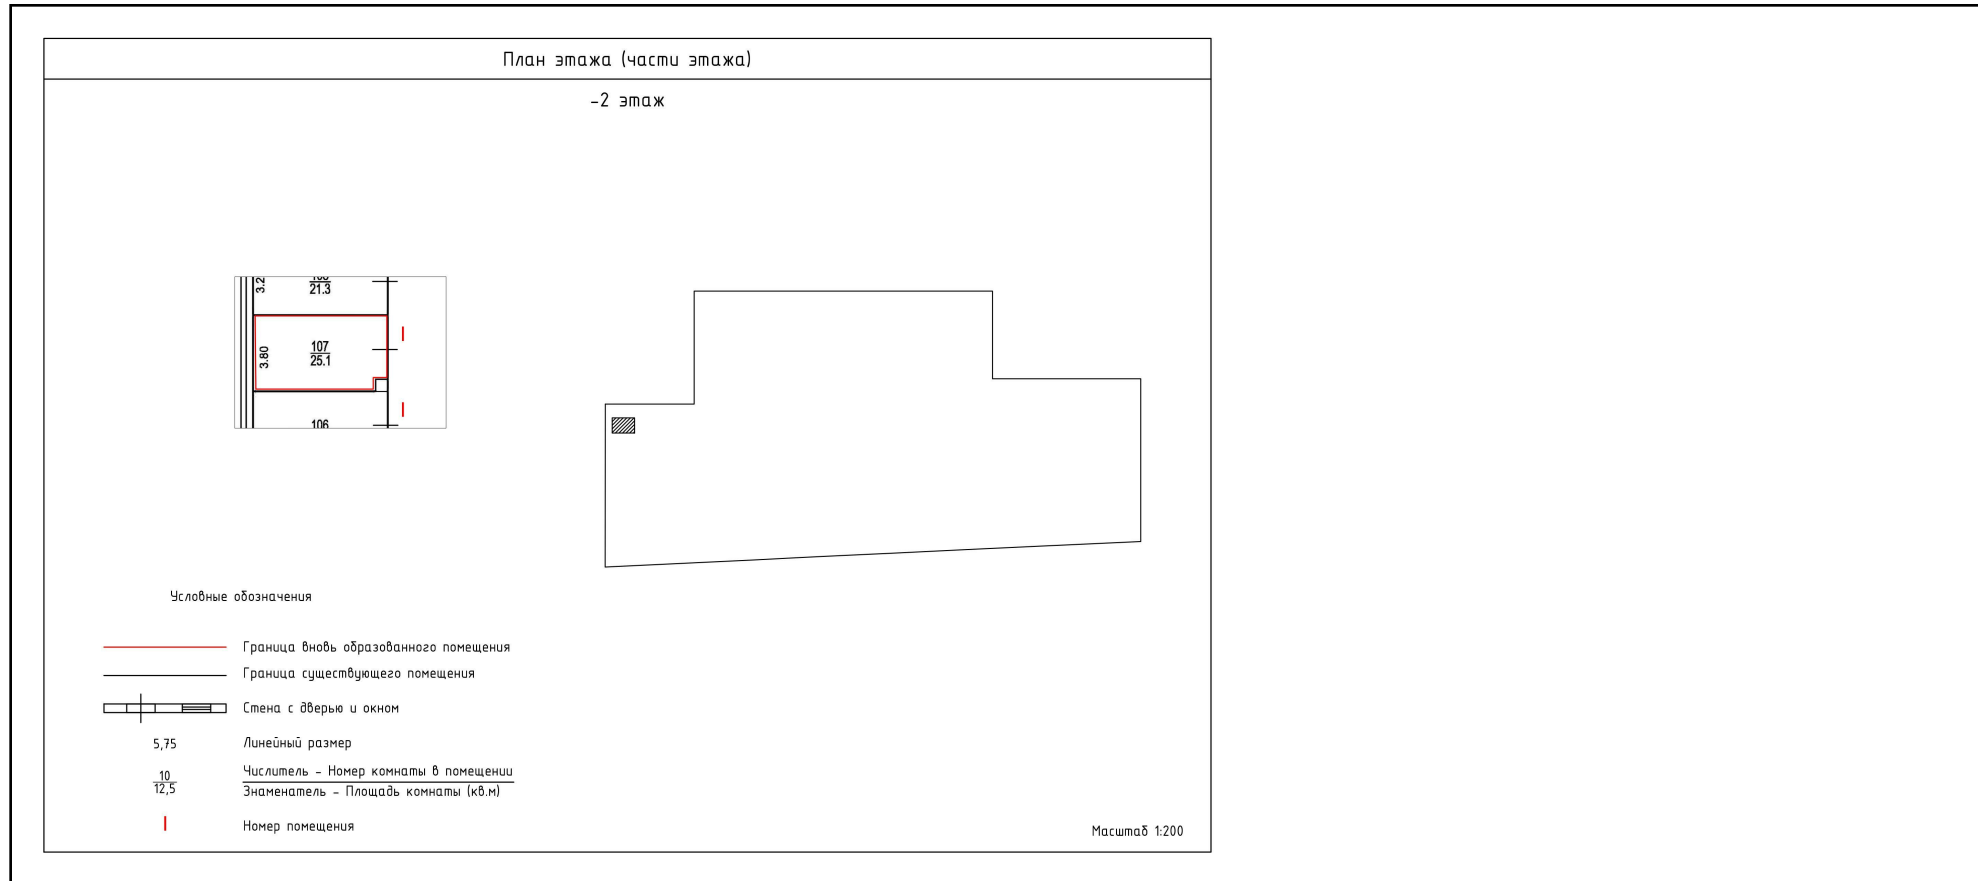 План этажа (части этажа)
-2 этаж
3.2
21.3
3.80
107
25.1
106
Условные обозначения
Граница вновь образованного помещения
Граница существующего помещения
Стена с дверью и окном
5,75 Линейный размер
10 Числитель - Номер комнаты в помещении
12,5 Знаменатель - Площадь комнаты (кв.м)
I Номер помещения
Масштаб 1:200